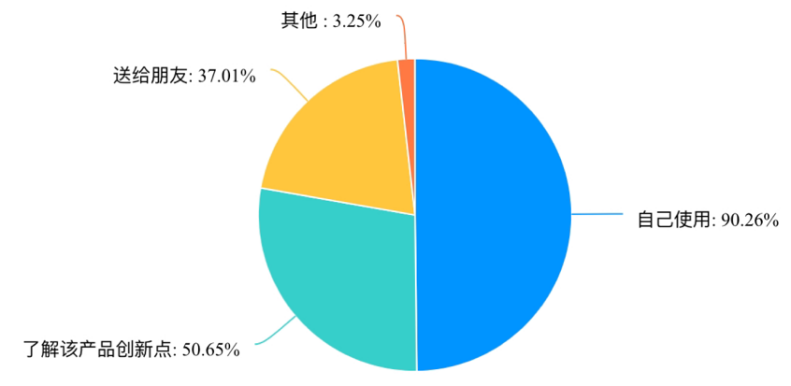 其他 : 3.25%
送给朋友: 37.01%
自己使用: 90.26%
了解该产品创新点: 50.65%